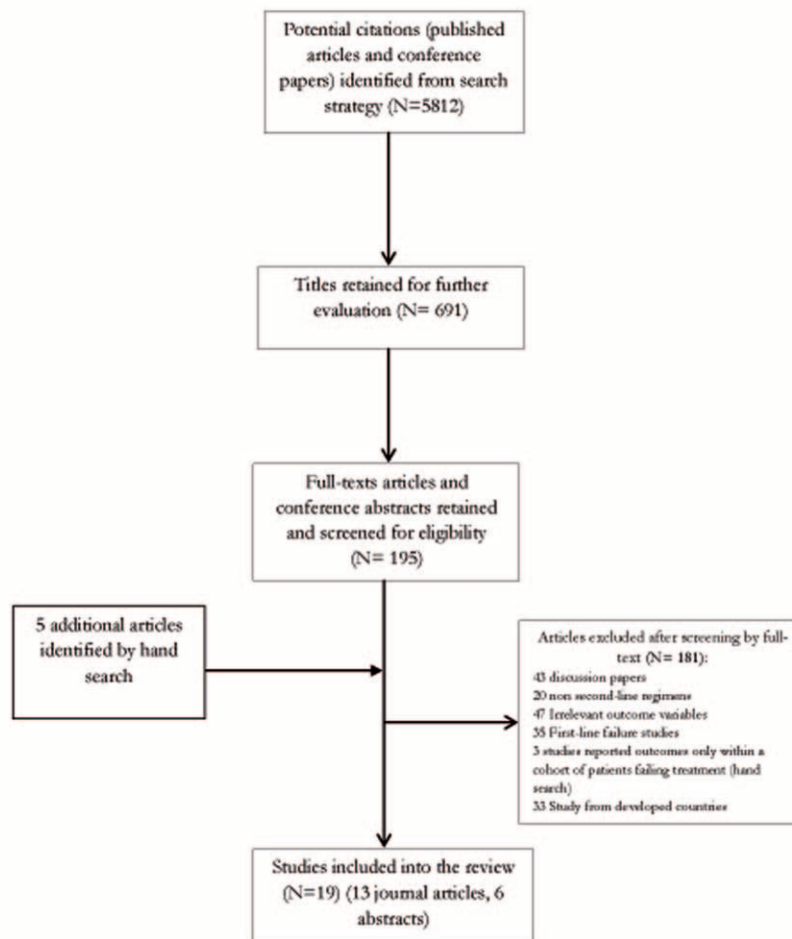 Potential citations (published
articles and conference
papers) identified from search
strategy (N=5812)
Titles retained for further
evaluation (N= 691)
Full-texts articles and
conference abstracts retained
and screened for eligibility
(N= 195)
5 additional articles
identified by hand
search
Articles excluded after screening by full-
text (N= 181):
43 discussion papers
20 non second-line regimens
47 Irrelevant outcome variables
35 First-line failure studies
3 studies reported outcomes only within a
cohort of patients failing treatment (hand
search)
33 Study from developed countries
Studies included into the review
(N=19) (13 journal articles, 6
abstracts)